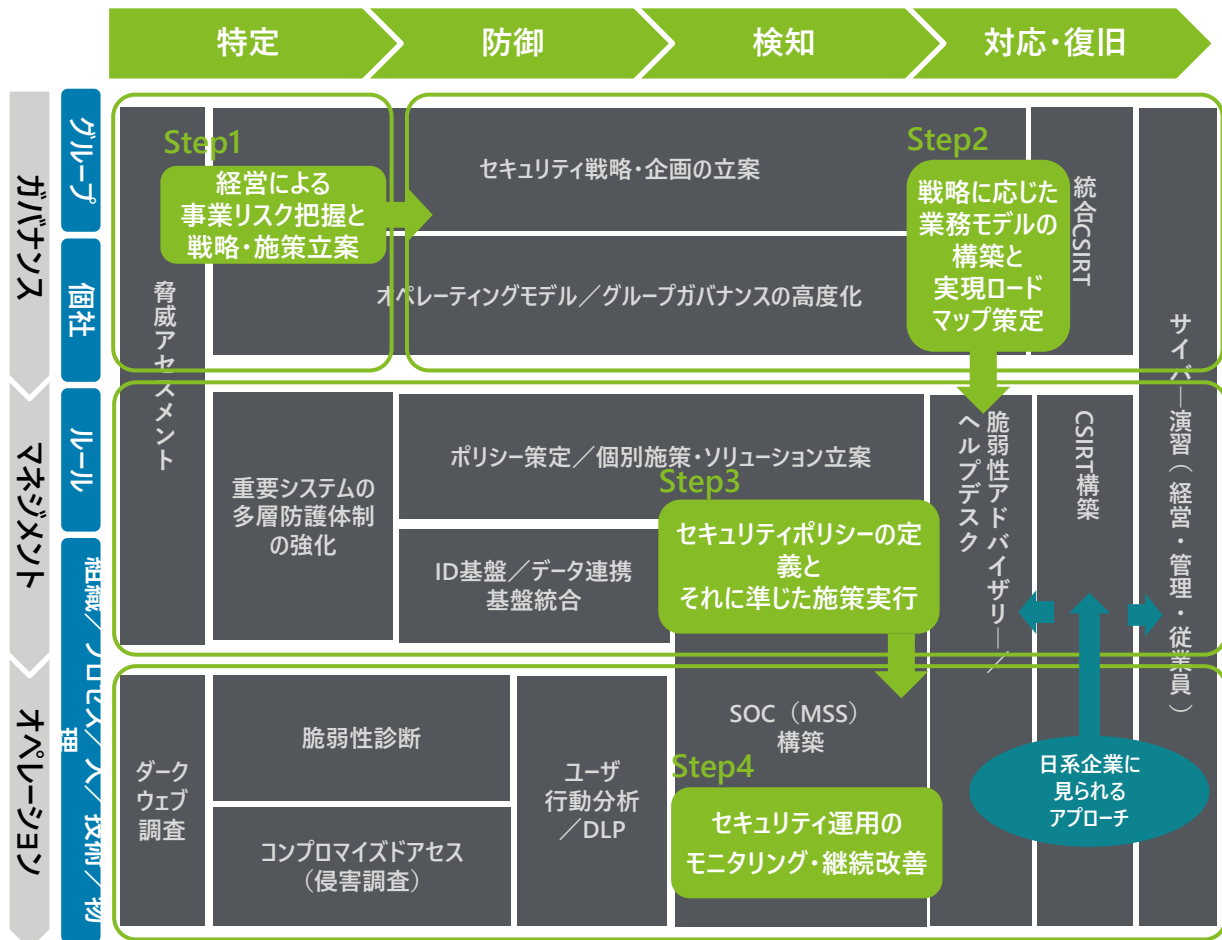 特定
防御
検知
対応・復旧
ガバナンス
マネジメント
オペレーション
グループ
個社
ルール
組織／プロセス／人／技術／物
理
脅威アセスメント
Step1
経営による
事業リスク把握と
戦略・施策立案
セキュリティ戦略・企画の立案
オペレーティングモデル／グループガバナンスの高度化
Step2
戦略に応じた
業務モデルの
構築と
実現ロード
マップ策定
統合CSIRT
サイバー演習（経営・管理・従業員）
重要システムの
多層防護体制
の強化
ポリシー策定／個別施策・ソリューション立案
ID基盤／データ連携
基盤統合
Step3
セキュリティポリシーの定
義と
それに準じた施策実行
脆弱性アドバイザリー／
ヘルプデスク
CSIRT構築
ダーク
ウェブ
調査
脆弱性診断
コンプロマイズドアセス
（侵害調査）
ユーザ
行動分析
／DLP
SOC（MSS）
構築
Step4
セキュリティ運用の
モニタリング・継続改善
日系企業に
見られる
アプローチ